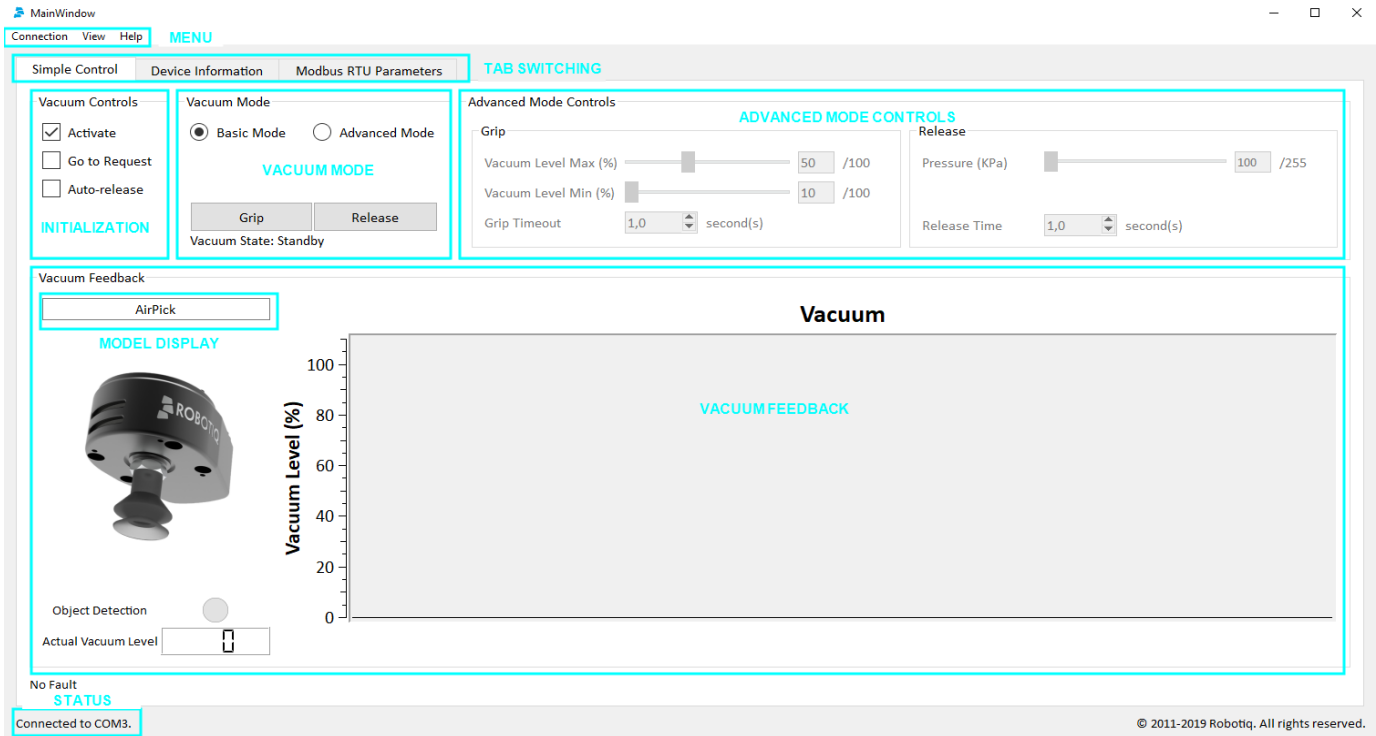 MainWindow
Connection View Help MENU
Simple Control Device Information Modbus RTU Parameters TAB SWITCHING
Vacuum Controls Vacuum Mode Advanced Mode Controls
ADVANCED MODE CONTROLS
Activate Basic Mode Advanced Mode Grip Release
Go to Request VACUUM MODE Vacuum Level Max (%) 50 /100 Pressure (KPa) 100 /255
Auto-release Vacuum Level Min (%) 10 /100
INITIALIZATION Grip Release Grip Timeout 1,0 second(s) Release Time 1,0 second(s)
Vacuum State: Standby
Vacuum Feedback
AirPick Vacuum
MODEL DISPLAY
ROBOTIQ
Vacuum Level (%)
100
80 VACUUM FEEDBACK
60
40
20
0
Object Detection
Actual Vacuum Level 0
No Fault
STATUS
Connected to COM3. © 2011-2019 Robotiq. All rights reserved.